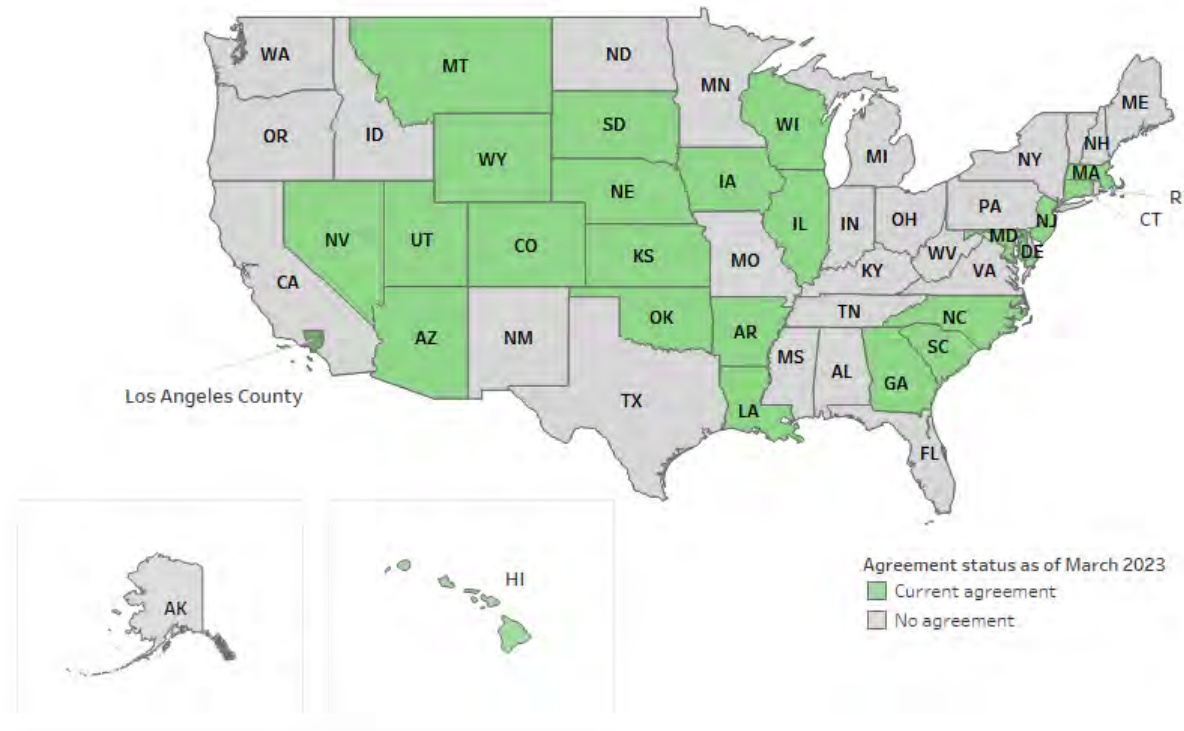 WA
MT
ND
MN
ME
OR
ID
SD
WI
MI
NH
NY
WY
MA
IA
NE
R
CT
PA
NJ
NV
UT
CO
IL
IN
OH
MD
DE
KS
MO
WV
VA
CA
KY
TN
NC
OK
AR
AZ
NM
SC
MS
AL
GA
Los Angeles County
TX
LA
FL
HI
AK
Agreement status as of March 2023
Current agreement
No agreement